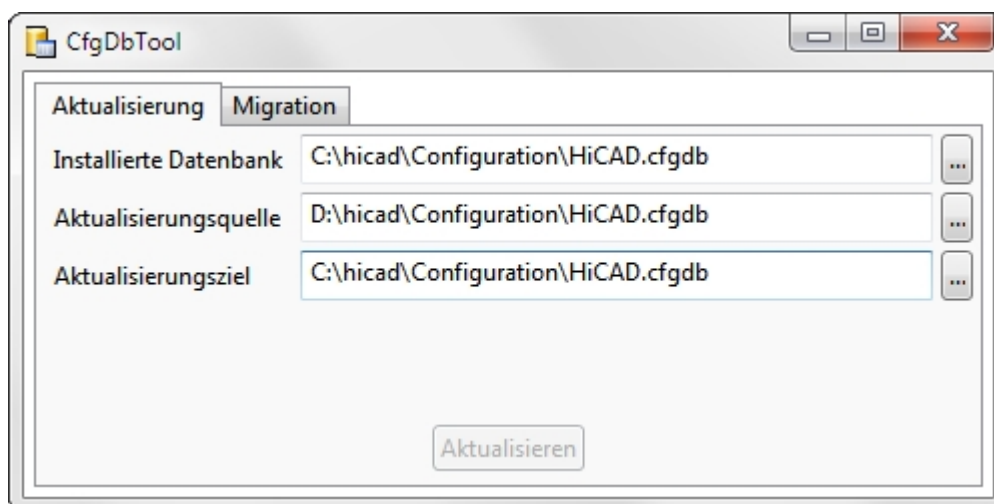 CfgDbTool
Aktualisierung Migration
Installierte Datenbank C:\hicad\Configuration\HiCAD.cfgdb ...
Aktualisierungsquelle D:\hicad\Configuration\HiCAD.cfgdb ...
Aktualisierungsziel C:\hicad\Configuration\HiCAD.cfgdb ...
Aktualisieren